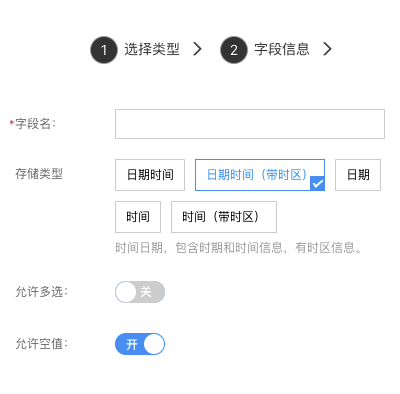 1 选择类型 2 字段信息
*字段名：
存储类型 日期时间 日期时间（带时区） 日期
时间 时间（带时区）
时间日期，包含时期和时间信息，有时区信息。
允许多选： 关
允许空值： 开